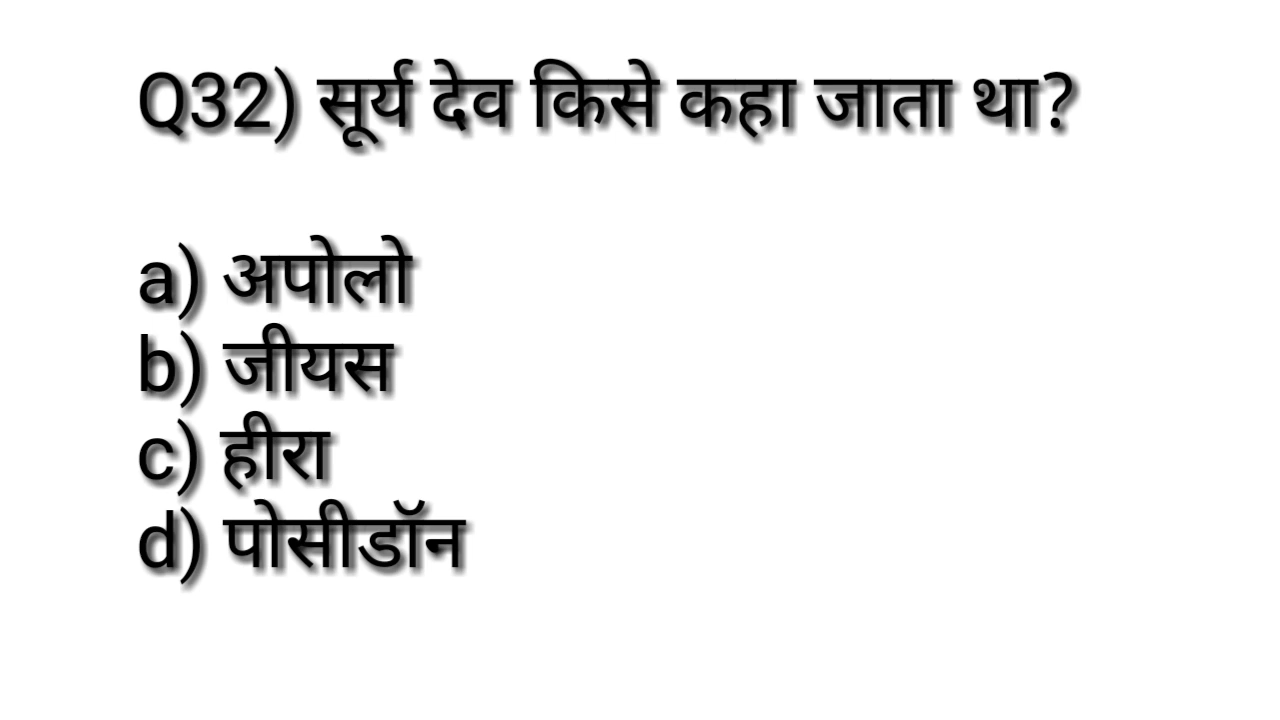 Q32) सूर्य देव किसे कहा जाता था?
a) अपोलो
b) जीयस
c) हीरा
d) पोसीडॉन